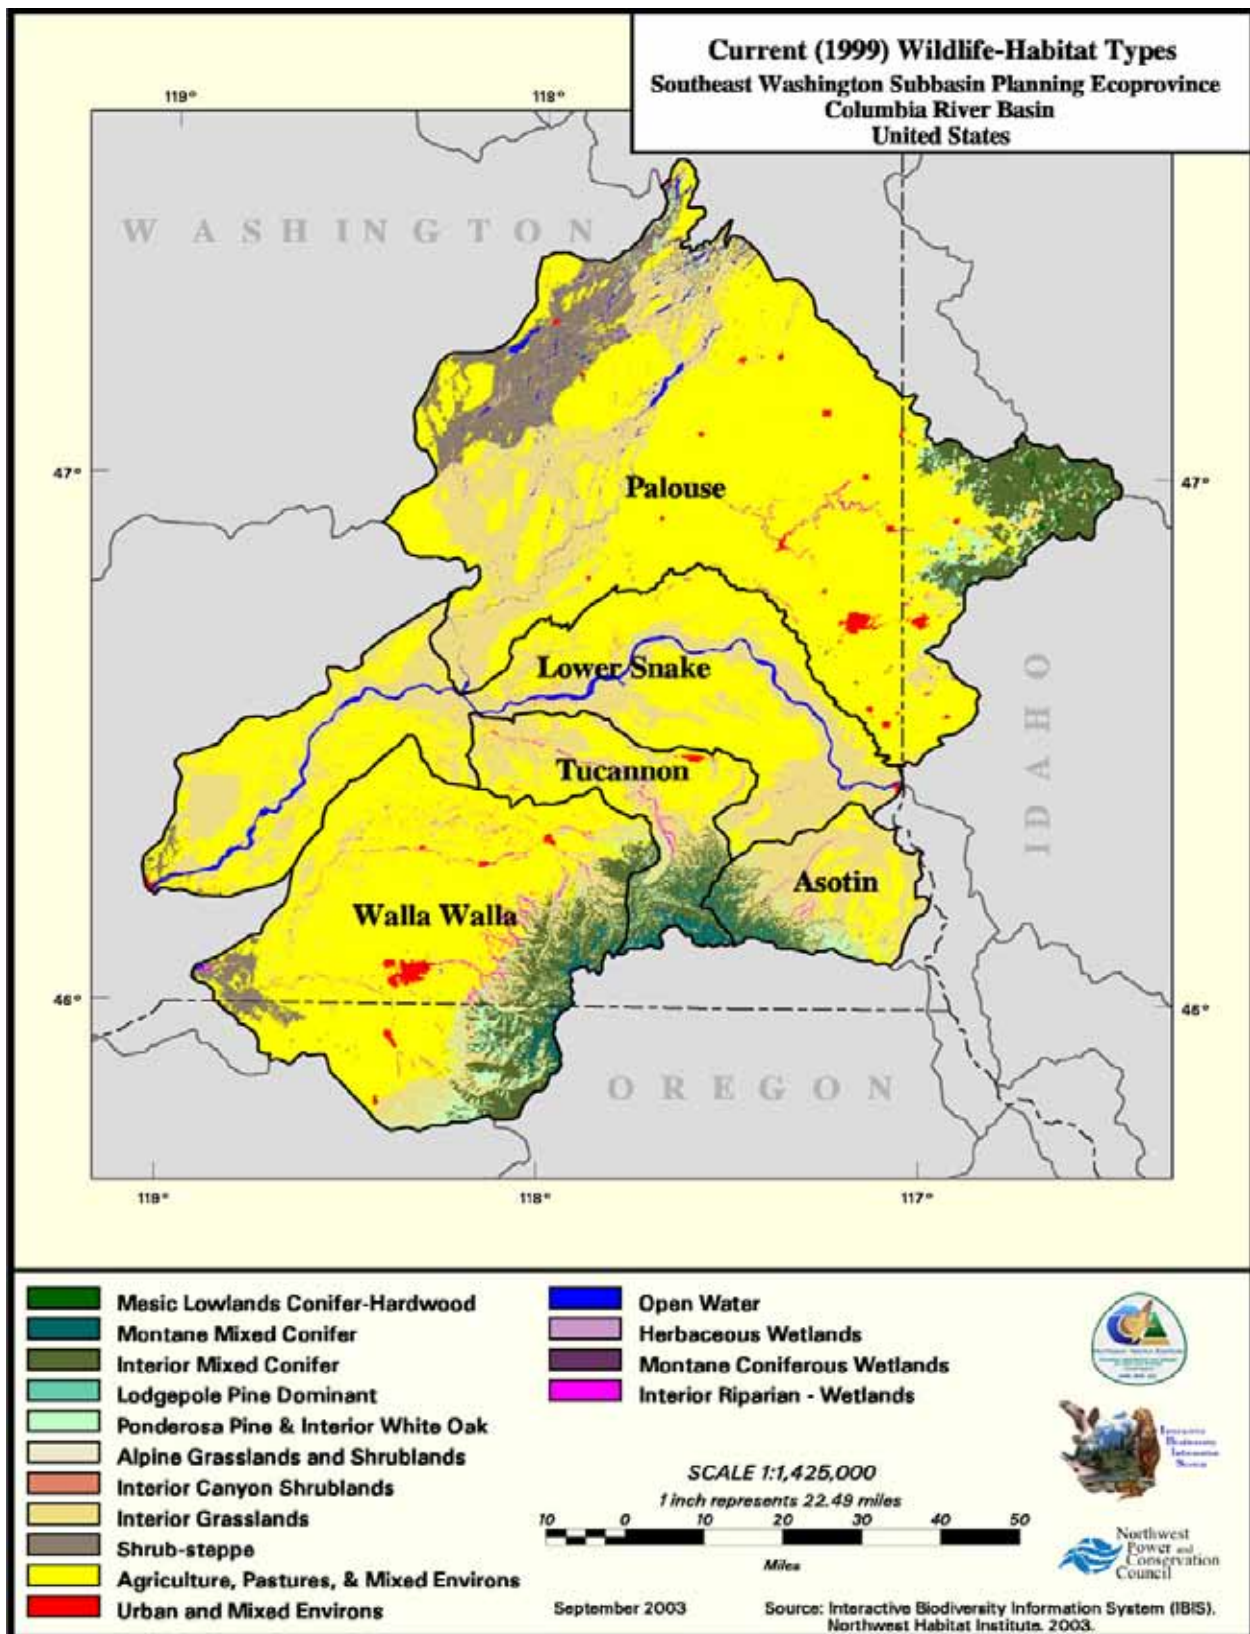 Current (1999) Wildlife-Habitat Types
Southeast Washington Subbasin Planning Ecoprovince
Columbia River Basin
United States
119°
118°
WASHINGTON
47°
Palouse
47°
Lower Snake
IDAHO
Tucannon
Asotin
Walla Walla
46°
46°
OREGON
119°
118°
117°
Mesic Lowlands Conifer-Hardwood
Montane Mixed Conifer
Interior Mixed Conifer
Lodgepole Pine Dominant
Ponderosa Pine & Interior White Oak
Alpine Grasslands and Shrublands
Interior Canyon Shrublands
Interior Grasslands
Shrub-steppe
Agriculture, Pastures, & Mixed Environs
Urban and Mixed Environs
Open Water
Herbaceous Wetlands
Montane Coniferous Wetlands
Interior Riparian - Wetlands
SCALE 1:1,425,000
1 inch represents 22.49 miles
10 0 10 20 30 40 50
Miles
Interactive
Biodiversity
Information
System
Northwest
Power and
Conservation
Council
September 2003
Source: Interactive Biodiversity Information System (IBIS).
Northwest Habitat Institute. 2003.